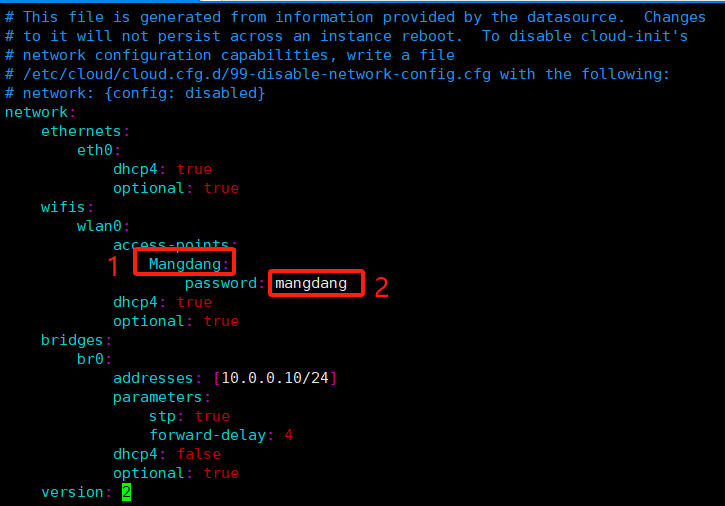 # This file is generated from information provided by the datasource.  Changes
# to it will not persist across an instance reboot.  To disable cloud-init's
# network configuration capabilities, write a file
# /etc/cloud/cloud.cfg.d/99-disable-network-config.cfg with the following:
# network: {config: disabled}
network:
    ethernets:
        eth0:
            dhcp4: true
            optional: true
    wifis:
        wlan0:
            access-points:
1 Mangdang:
                    password: mangdang 2
            dhcp4: true
            optional: true
    bridges:
        br0:
            addresses: [10.0.0.10/24]
            parameters:
                stp: true
                forward-delay: 4
            dhcp4: false
            optional: true
    version: 2